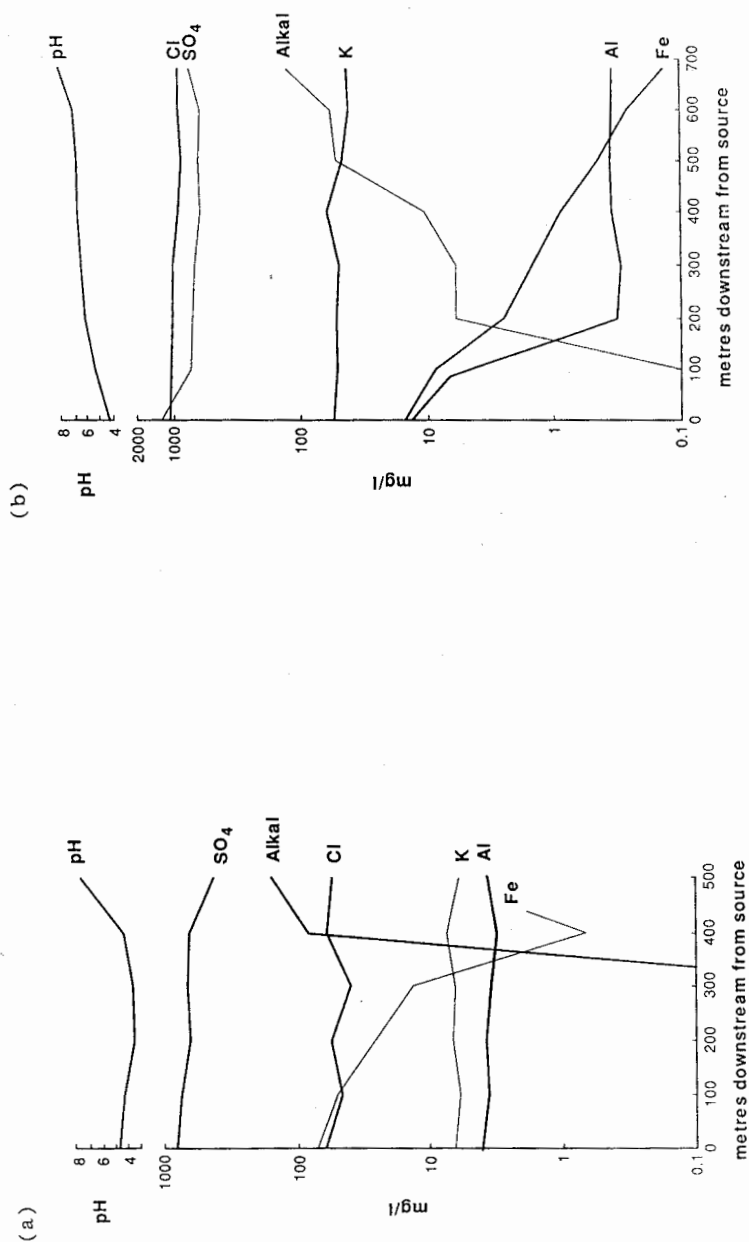 (a)
pH
8
6
4
pH
1000
100
10
1
0.1
mg/l
SO4
Alkal
Cl
K
Al
Fe
0 100 200 300 400 500
metres downstream from source
(b)
pH
8
6
4
pH
2000
1000
100
10
1
0.1
mg/l
Cl
SO4
Alkal
K
Al
Fe
0 100 200 300 400 500 600 700
metres downstream from source